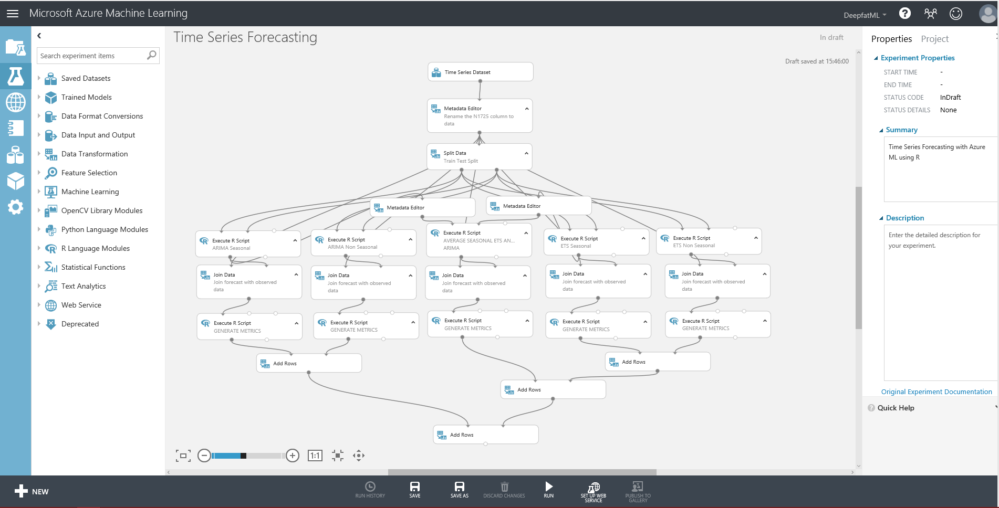 Microsoft Azure Machine Learning
DeepfatML
?
Search experiment items
Saved Datasets
Trained Models
Data Format Conversions
Data Input and Output
Data Transformation
Feature Selection
Machine Learning
OpenCV Library Modules
Python Language Modules
R Language Modules
Statistical Functions
Text Analytics
Web Service
Deprecated
Time Series Forecasting
In draft
Draft saved at 15:46:00
Time Series Dataset
Metadata Editor
Rename the N1725 column to
data
Split Data
Train Test Split
Metadata Editor
Metadata Editor
Execute R Script
ARIMA Seasonal
Execute R Script
ARIMA Non Seasonal
Execute R Script
AVERAGE SEASONAL ETS AN...
ARIMA
Execute R Script
ETS Seasonal
Execute R Script
ETS Non Seasonal
Join Data
Join forecast with observed
data
Join Data
Join forecast with observed
data
Join Data
Join forecast with observed
data
Join Data
Join forecast with observed
data
Join Data
Join forecast with observed
data
Execute R Script
GENERATE METRICS
Execute R Script
GENERATE METRICS
Execute R Script
GENERATE METRICS
Execute R Script
GENERATE METRICS
Execute R Script
GENERATE METRICS
Add Rows
Add Rows
Add Rows
Add Rows
1:1
Properties Project
Experiment Properties
START TIME -
END TIME -
STATUS CODE InDraft
STATUS DETAILS None
Summary
Time Series Forecasting with Azure
ML using R
Description
Enter the detailed description for
your experiment.
Original Experiment Documentation
? Quick Help
NEW
RUN HISTORY
SAVE
SAVE AS
DISCARD CHANGES
RUN
SET UP WEB
SERVICE
PUBLISH TO
GALLERY